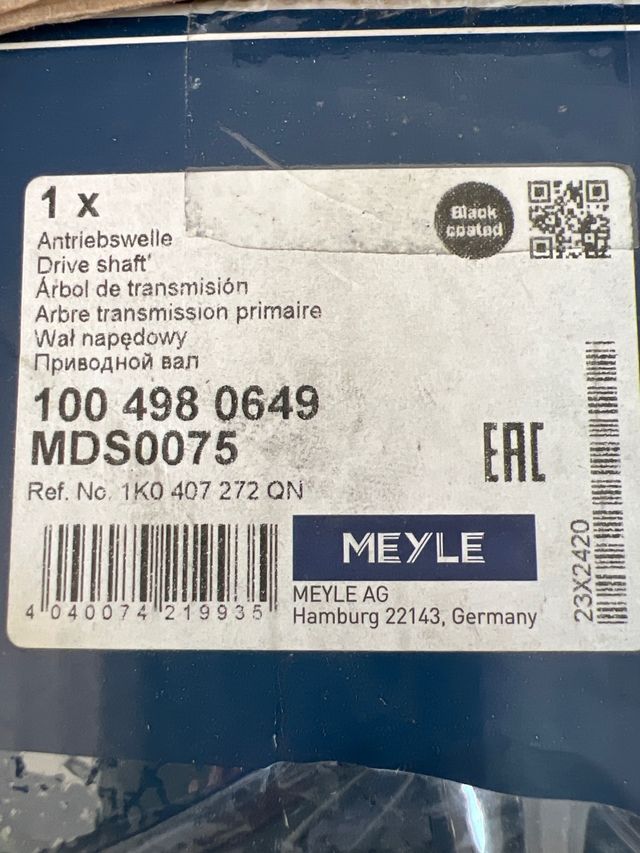 1 x
Black
coated
Antriebswelle
Drive shaft
Árbol de transmisión
Arbre transmission primaire
Wał napędowy
Приводной вал
100 498 0649
MDS0075
EAC
Ref. No. 1K0 407 272 QN
MEYLE
4 040074 219935
MEYLE AG
Hamburg 22143, Germany
23X2420